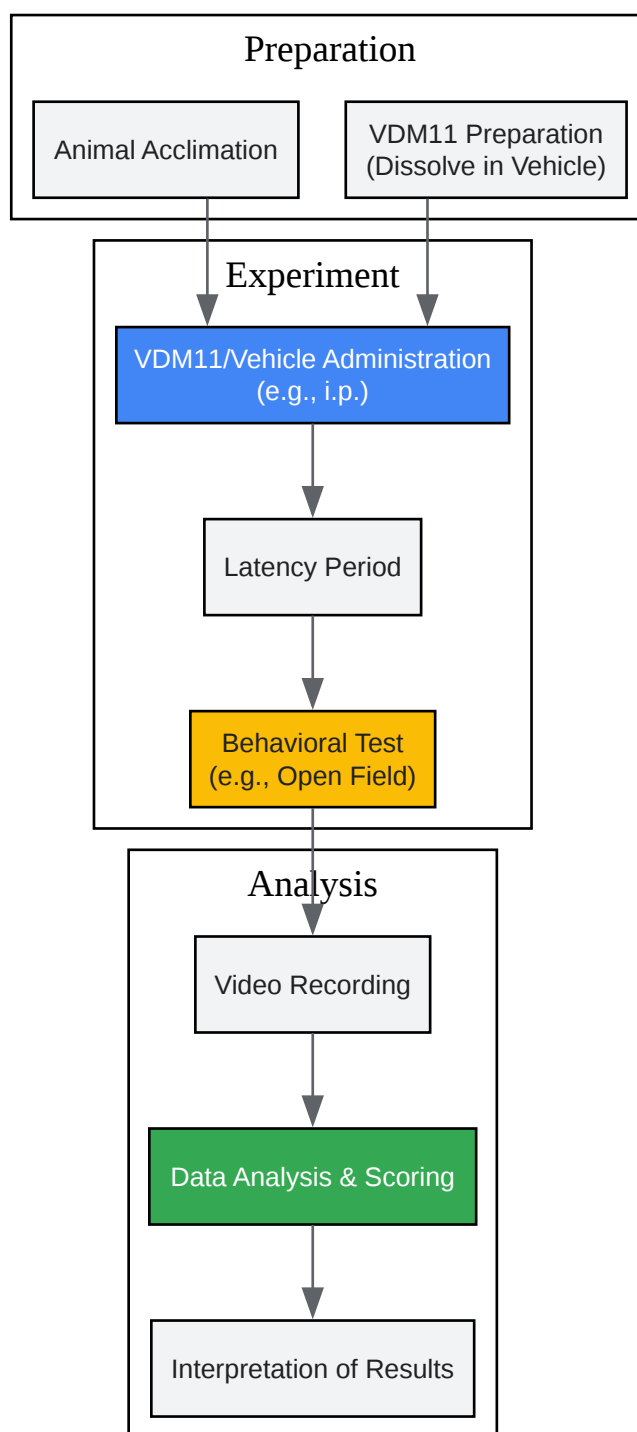 Preparation
Animal Acclimation
VDM11 Preparation
(Dissolve in Vehicle)
Experiment
VDM11/Vehicle Administration
(e.g., i.p.)
Latency Period
Behavioral Test
(e.g., Open Field)
Analysis
Video Recording
Data Analysis & Scoring
Interpretation of Results